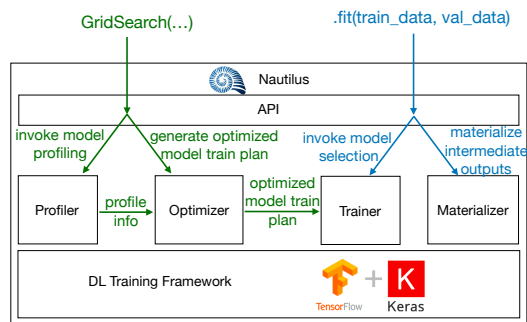 GridSearch(…)
.fit(train_data, val_data)
Nautilus
API
invoke model
profiling
generate optimized
model train plan
invoke model
selection
materialize
intermediate
outputs
Profiler
profile
info
Optimizer
optimized
model train
plan
Trainer
Materializer
DL Training Framework
TensorFlow
+
K
Keras